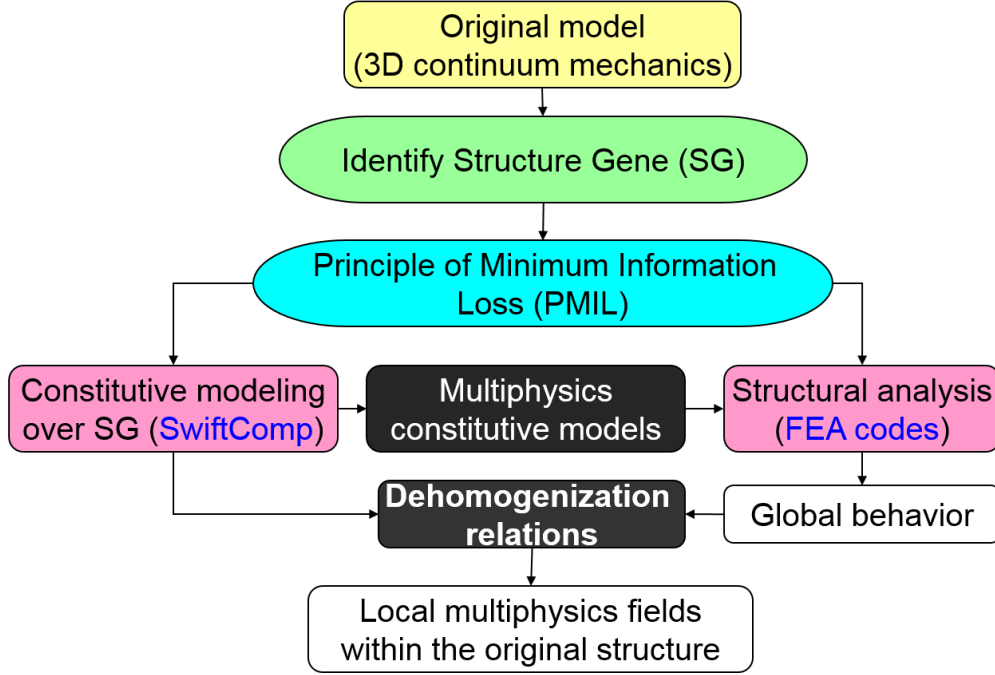 Original model
(3D continuum mechanics)
Identify Structure Gene (SG)
Principle of Minimum Information
Loss (PMIL)
Constitutive modeling
over SG (SwiftComp)
Multiphysics
constitutive models
Structural analysis
(FEA codes)
Dehomogenization
relations
Global behavior
Local multiphysics fields
within the original structure